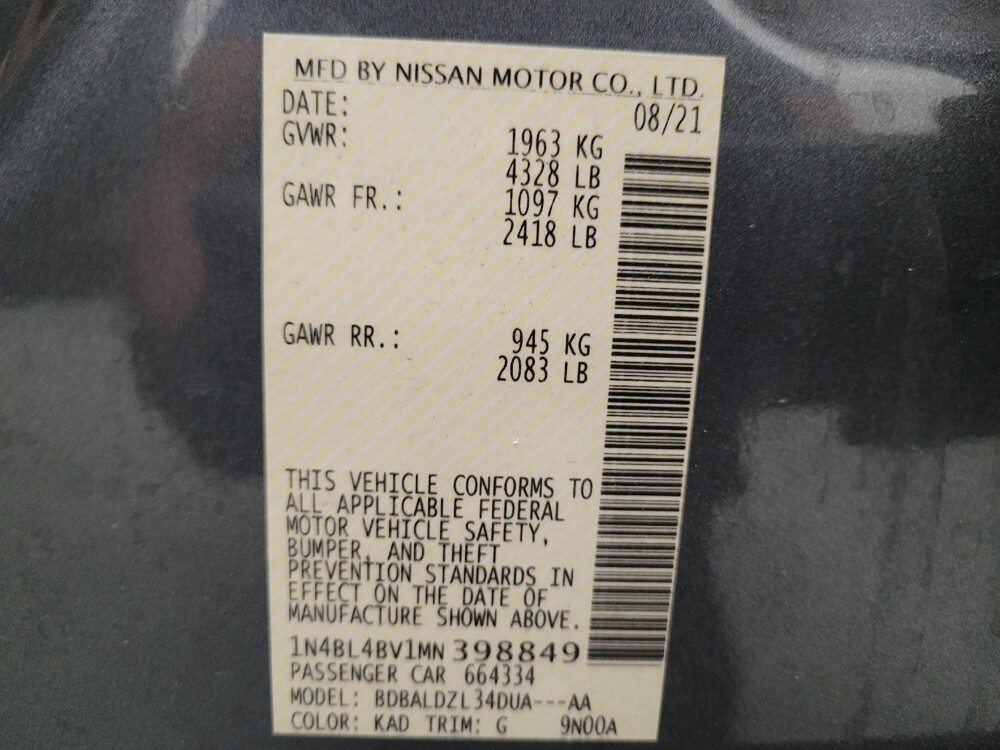 MFD BY NISSAN MOTOR CO., LTD.
DATE: 08/21
GVWR: 1963 KG
4328 LB
GAWR FR.: 1097 KG
2418 LB
GAWR RR.: 945 KG
2083 LB
THIS VEHICLE CONFORMS TO
ALL APPLICABLE FEDERAL
MOTOR VEHICLE SAFETY,
BUMPER, AND THEFT
PREVENTION STANDARDS IN
EFFECT ON THE DATE OF
MANUFACTURE SHOWN ABOVE.
1N4BL4BV1MN 398849
PASSENGER CAR 664334
MODEL: BDBALDZL34DUA---AA
COLOR: KAD TRIM: G 9N00A